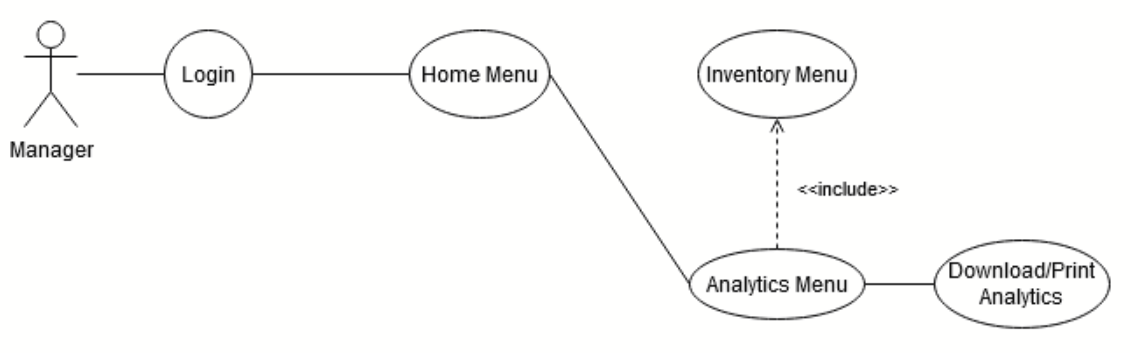 Login
Home Menu
Inventory Menu
Manager
<<include>>
Analytics Menu
Download/Print
Analytics